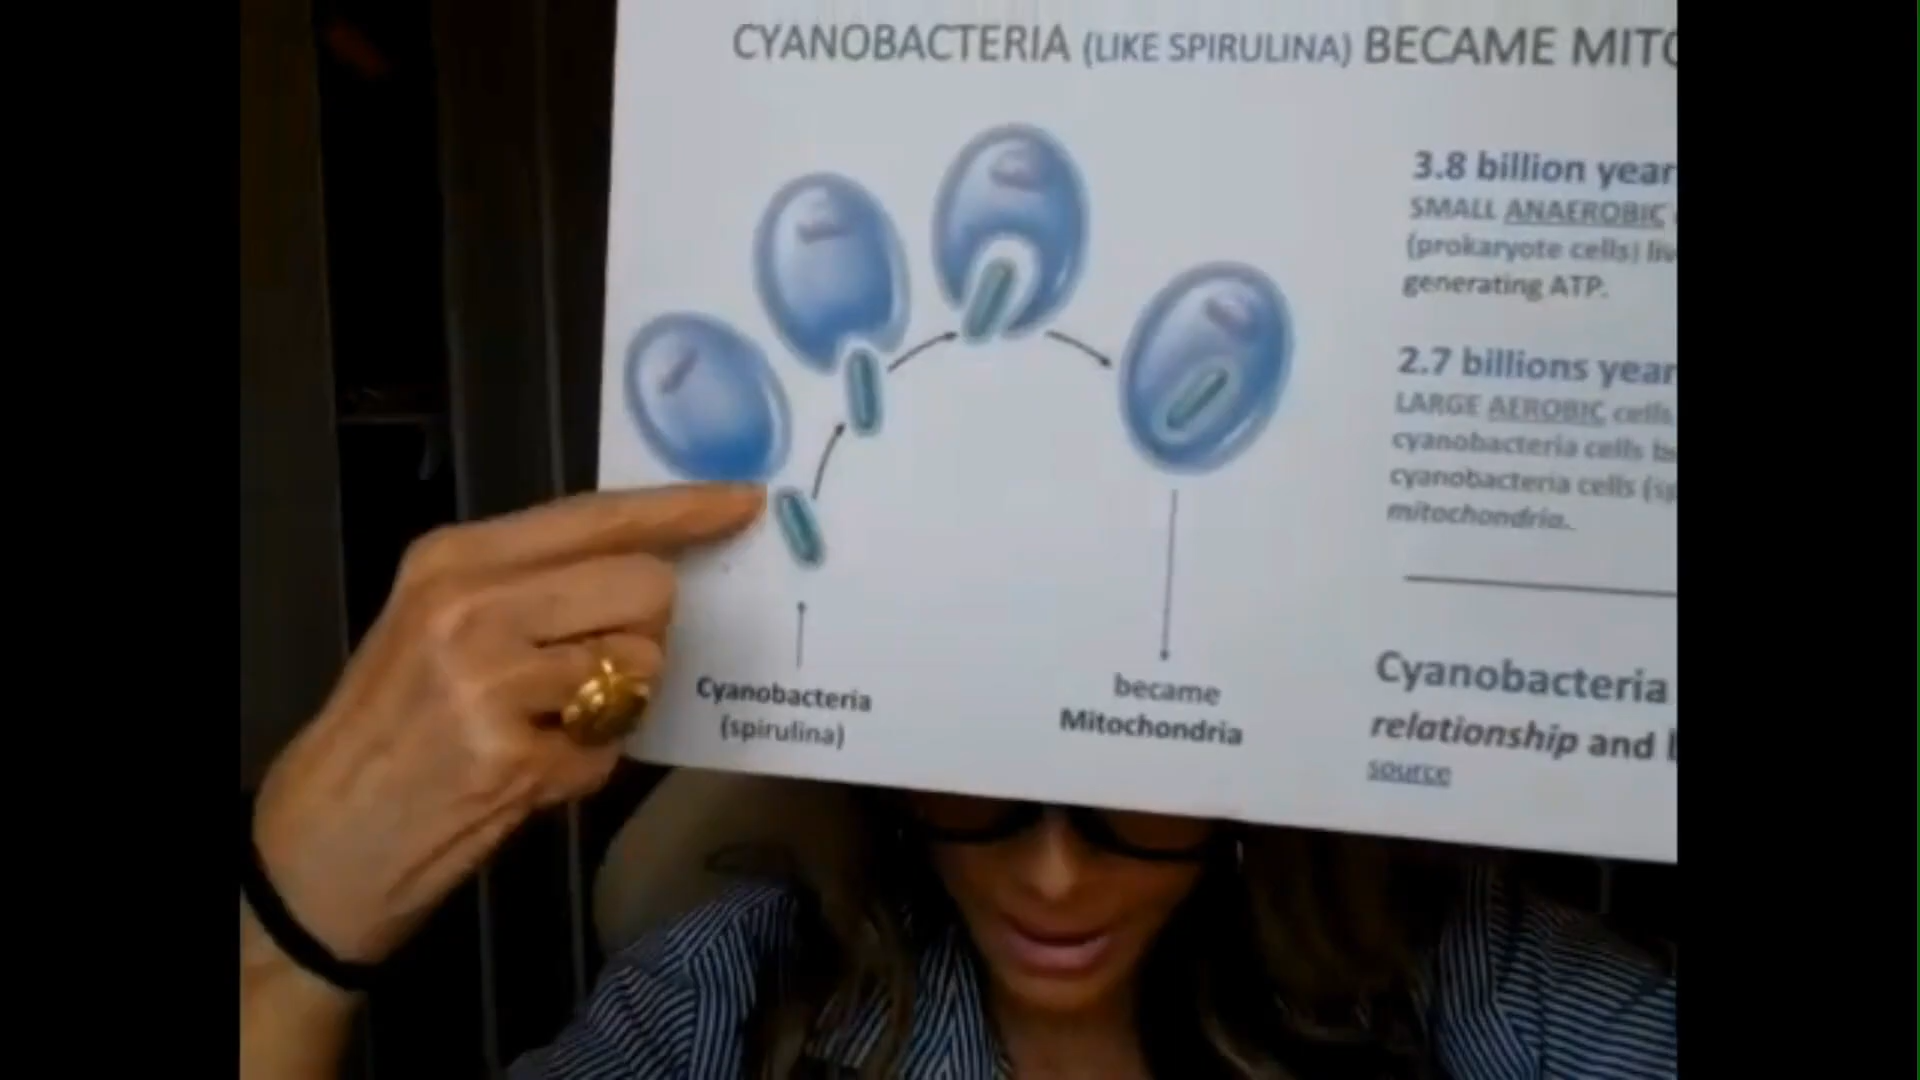 CYANOBACTERIA (LIKE SPIRULINA) BECAME
3.8 billion year
SMALL ANAEROBIC
(prokaryote cells)
generating ATP.
2.7 billions year
LARGE AEROBIC cells
cyanobacteria cells
cyanobacteria cells
mitochondria.
Cyanobacteria
(spirulina)
became
Mitochondria
Cyanobacteria
relationship and
source